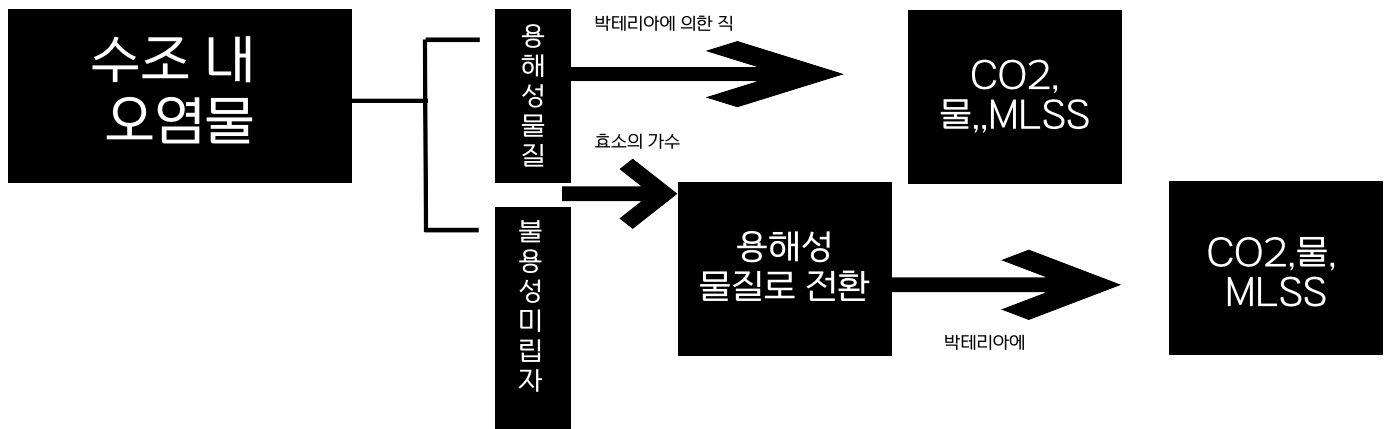 수조 내
오염물
용해성물질
박테리아에 의한 직
CO2,
물,,MLSS
효소의 가수
불용성미립자
용해성
물질로 전환
박테리아에
CO2,물,
MLSS